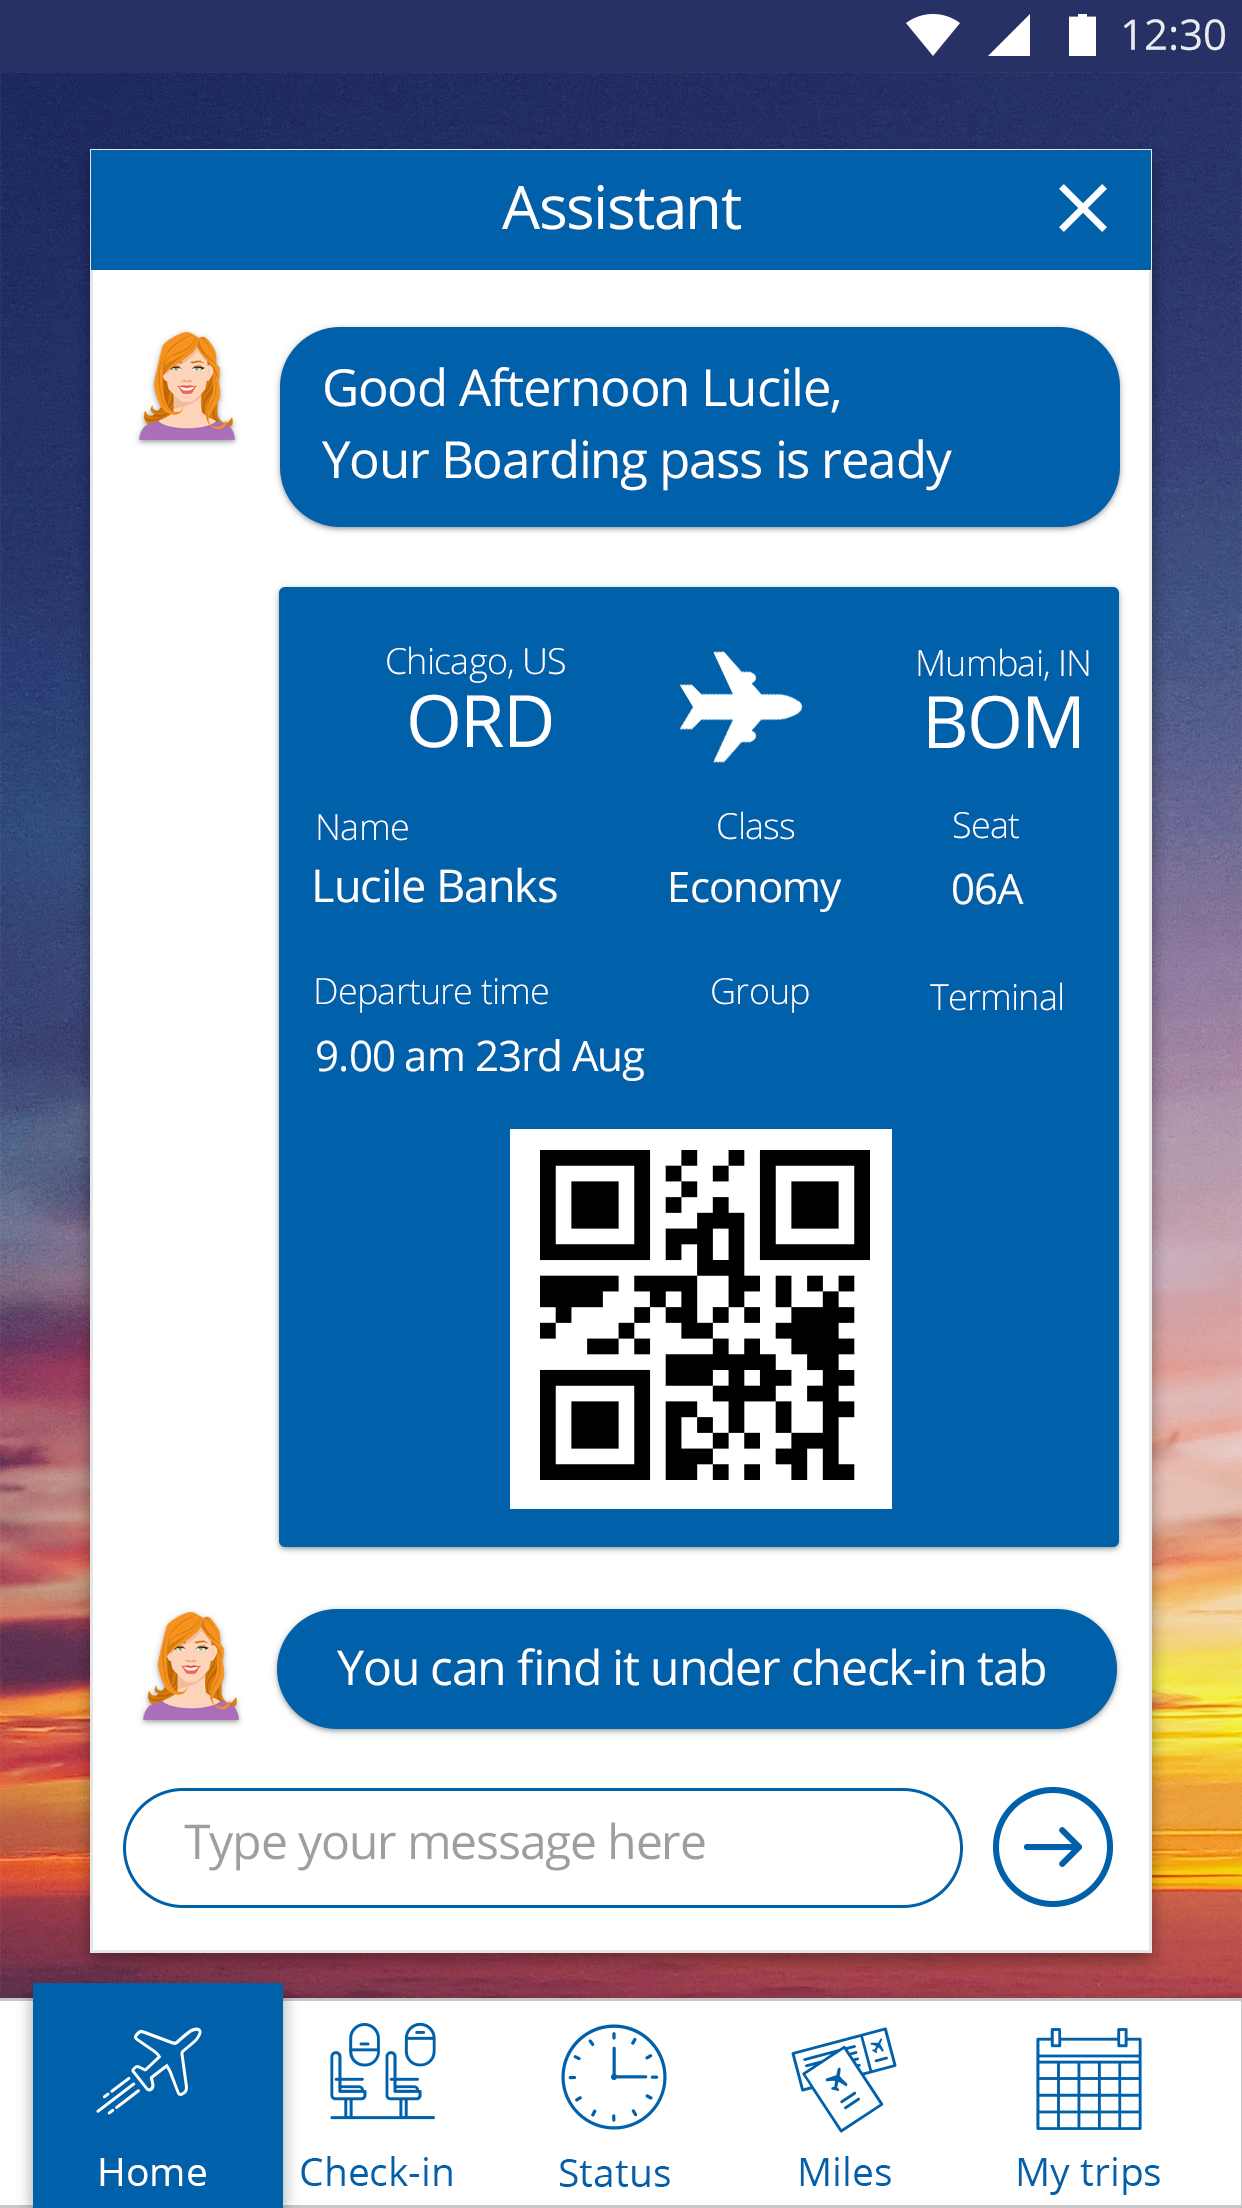 12:30
Assistant
Good Afternoon Lucile,
Your Boarding pass is ready
Chicago, US
ORD
Mumbai, IN
BOM
Name
Class
Seat
Lucile Banks
Economy
06A
Departure time
Group
Terminal
9.00 am 23rd Aug
You can find it under check-in tab
Type your message here
Home
Check-in
Status
Miles
My trips